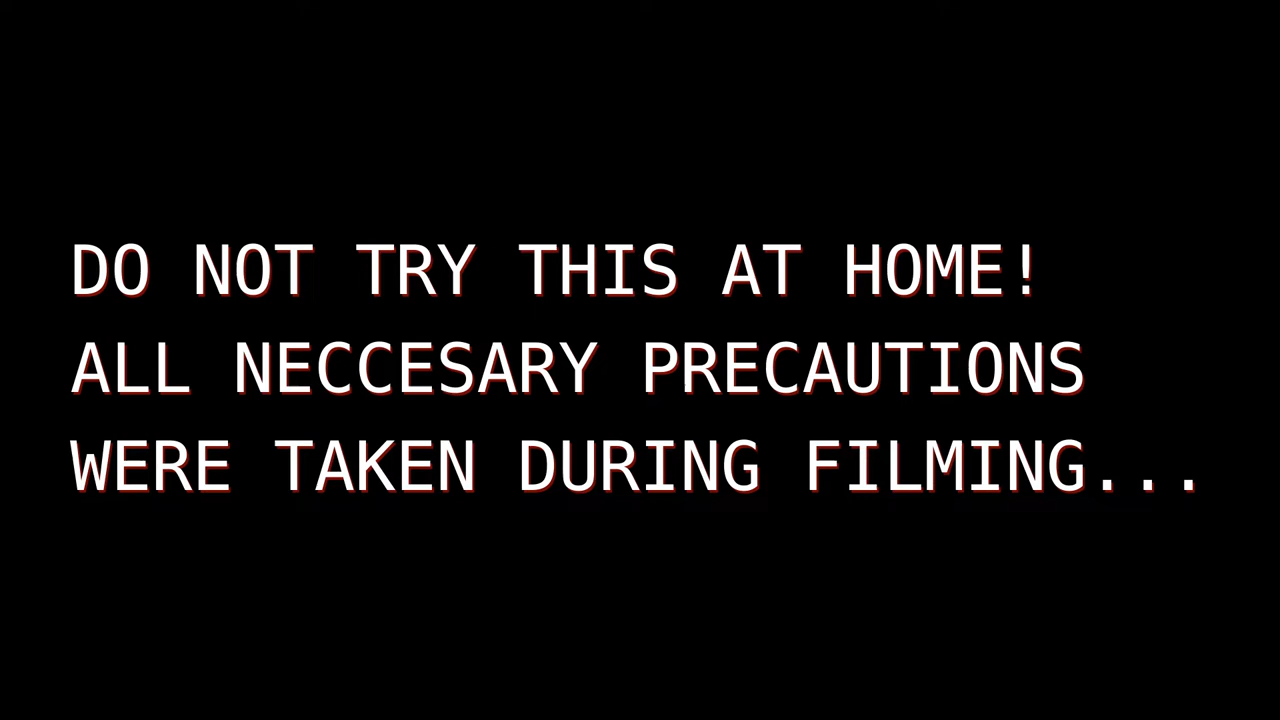 DO NOT TRY THIS AT HOME!
ALL NECCESARY PRECAUTIONS
WERE TAKEN DURING FILMING...